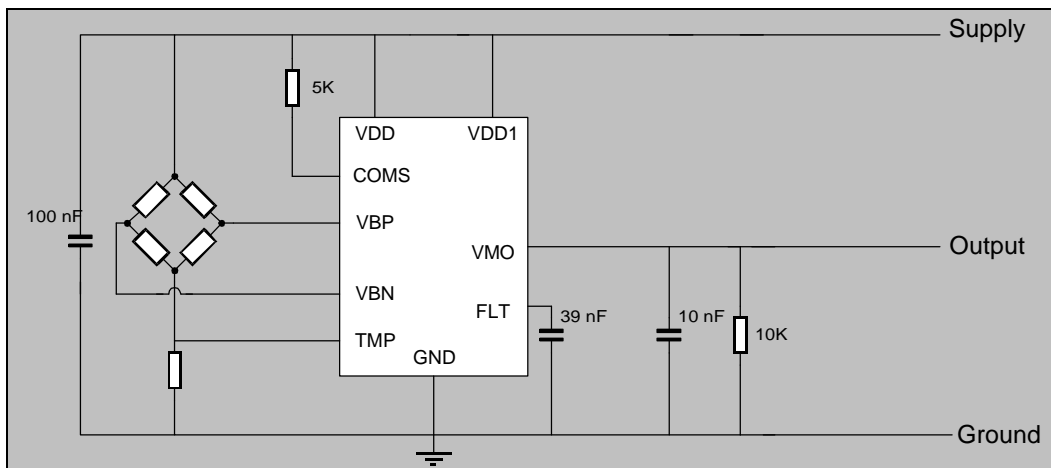 Supply
5K
VDD
VDD1
COMS
100 nF
VBP
VMO
Output
VBN
FLT
39 nF
10 nF
10K
TMP
GND
Ground